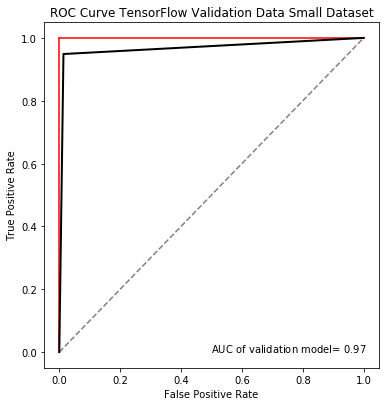 ROC Curve TensorFlow Validation Data Small Dataset
True Positive Rate
1.0
0.8
0.6
0.4
0.2
0.0
AUC of validation model= 0.97
0.0 0.2 0.4 0.6 0.8 1.0
False Positive Rate